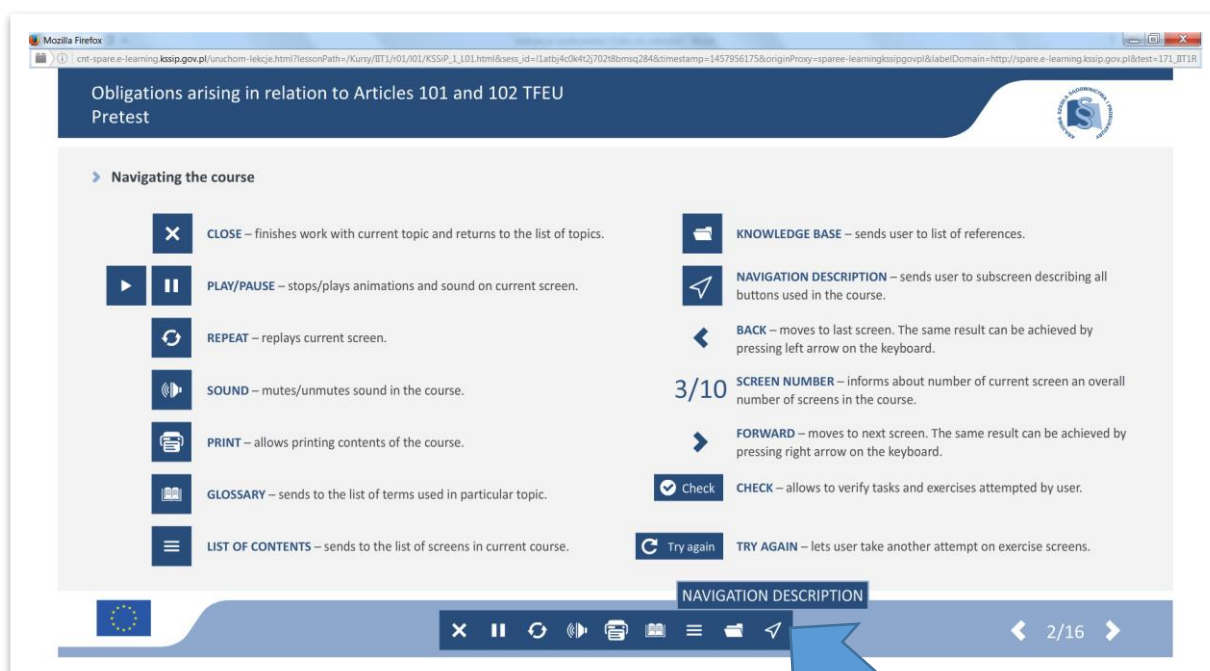 Mozilla Firefox
cnt-spare.e-learning.kssip.gov.pl/uruchom-lekcje.html?lessonPath=/Kursy/IIT1/r01/l01/KSSiP_1_L01.html&sess_id=l1atbj4c0k4t2j702t8bmsq284&timestamp=1457956175&originProxy=sparee-learningkssipgovpl&labelDomain=http://spare.e-learning.kssip.gov.pl&test=171_IIT1R
Obligations arising in relation to Articles 101 and 102 TFEU
Pretest
Navigating the course
CLOSE – finishes work with current topic and returns to the list of topics.
PLAY/PAUSE – stops/plays animations and sound on current screen.
REPEAT – replays current screen.
SOUND – mutes/unmutes sound in the course.
PRINT – allows printing contents of the course.
GLOSSARY – sends to the list of terms used in particular topic.
LIST OF CONTENTS – sends to the list of screens in current course.
KNOWLEDGE BASE – sends user to list of references.
NAVIGATION DESCRIPTION – sends user to subscreen describing all
buttons used in the course.
BACK – moves to last screen. The same result can be achieved by
pressing left arrow on the keyboard.
3/10
SCREEN NUMBER – informs about number of current screen an overall
number of screens in the course.
FORWARD – moves to next screen. The same result can be achieved by
pressing right arrow on the keyboard.
Check
CHECK – allows to verify tasks and exercises attempted by user.
Try again
TRY AGAIN – lets user take another attempt on exercise screens.
NAVIGATION DESCRIPTION
2/16
KRAJOWA SZKOŁA SĄDOWNICTWA I PROKURATURY